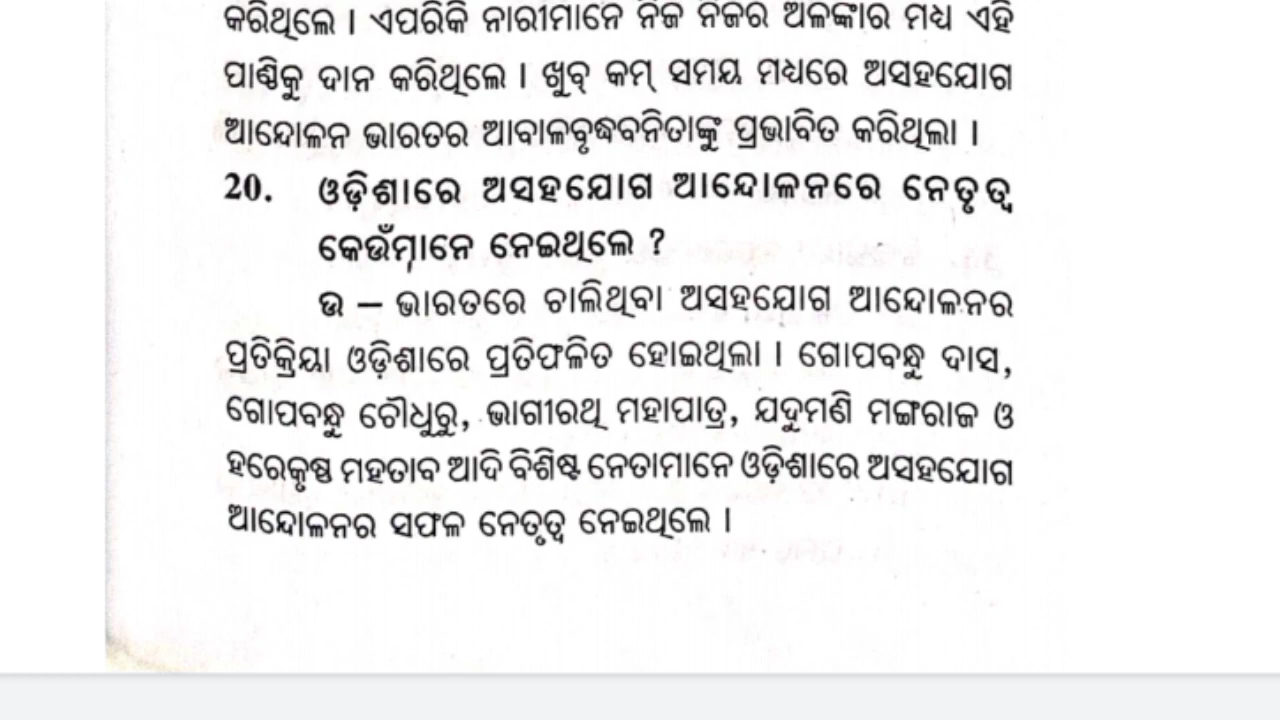 କରିଥିଲେ । ଏପରିକି ନାରୀମାନେ ନିଜ ନିଜର ଅଳଙ୍କାର ମଧ୍ୟ ଏହି
ପାଣ୍ଠିକୁ ଦାନ କରିଥିଲେ । ଖୁବ୍ କମ୍ ସମୟ ମଧ୍ୟରେ ଅସହଯୋଗ
ଆନ୍ଦୋଳନ ଭାରତର ଆବାଳବୃଦ୍ଧବନିତାଙ୍କୁ ପ୍ରଭାବିତ କରିଥିଲା ।
20. ଓଡ଼ିଶାରେ ଅସହଯୋଗ ଆନ୍ଦୋଳନରେ ନେତୃତ୍ୱ
କେଉଁମାନେ ନେଇଥିଲେ ?
ଉ – ଭାରତରେ ଚାଲିଥିବା ଅସହଯୋଗ ଆନ୍ଦୋଳନର
ପ୍ରତିକ୍ରିୟା ଓଡ଼ିଶାରେ ପ୍ରତିଫଳିତ ହୋଇଥିଲା । ଗୋପବନ୍ଧୁ ଦାସ,
ଗୋପବନ୍ଧୁ ଚୌଧୁରୁ, ଭାଗୀରଥି ମହାପାତ୍ର, ଯଦୁମଣି ମଙ୍ଗରାଜ ଓ
ହରେକୃଷ୍ଣ ମହତାବ ଆଦି ବିଶିଷ୍ଟ ନେତାମାନେ ଓଡ଼ିଶାରେ ଅସହଯୋଗ
ଆନ୍ଦୋଳନର ସଫଳ ନେତୃତ୍ୱ ନେଇଥିଲେ ।